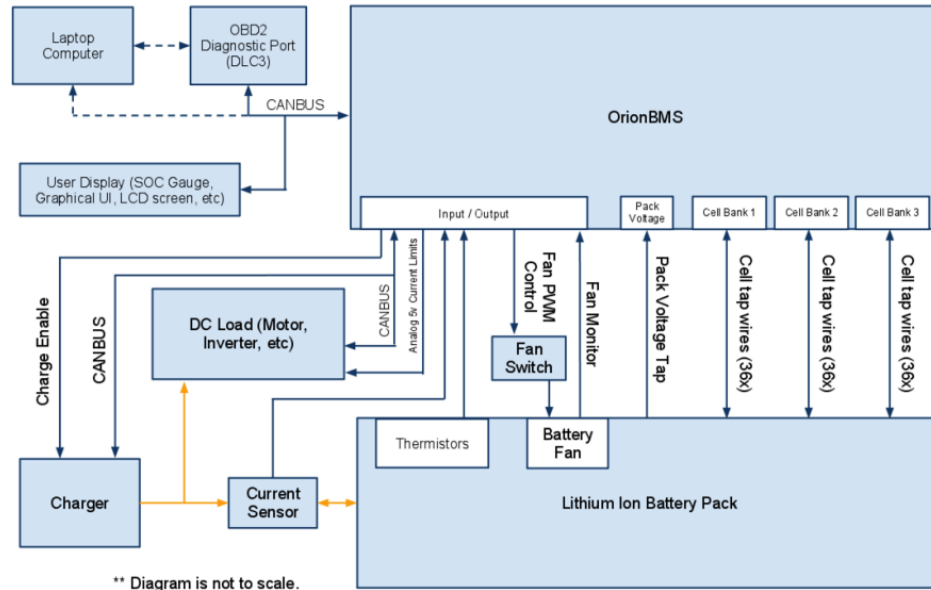 Laptop
Computer
OBD2
Diagnostic Port
(DLC3)
CANBUS
OrionBMS
User Display (SOC Gauge,
Graphical UI, LCD screen, etc)
Input / Output
Pack
Voltage
Cell Bank 1
Cell Bank 2
Cell Bank 3
Charge Enable
CANBUS
DC Load (Motor,
Inverter, etc)
CANBUS
Analog 5v Current Limits
Fan PWM
Control
Fan Monitor
Pack Voltage Tap
Cell tap wires (36x)
Cell tap wires (36x)
Cell tap wires (36x)
Fan
Switch
Thermistors
Battery
Fan
Charger
Current
Sensor
Lithium Ion Battery Pack
** Diagram is not to scale.